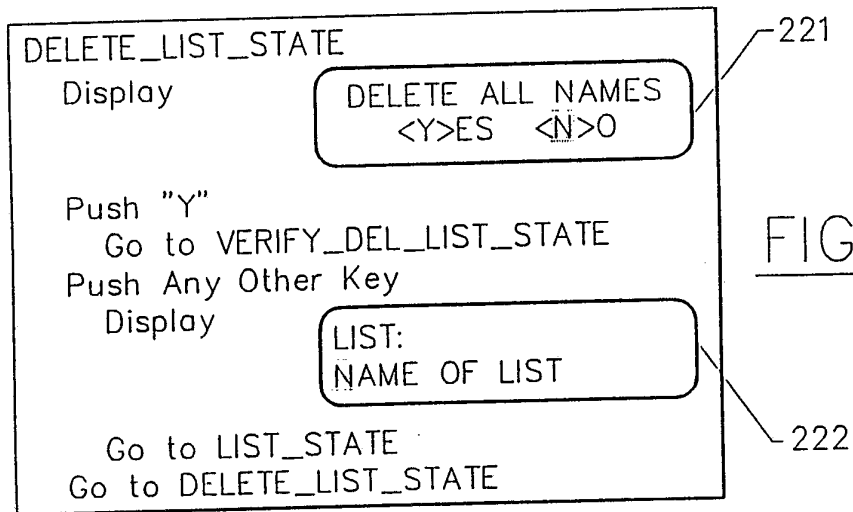 DELETE_LIST_STATE
221
Display
DELETE ALL NAMES
<Y>ES <N>O
Push "Y"
Go to VERIFY_DEL_LIST_STATE
FIG
Push Any Other Key
Display
LIST:
NAME OF LIST
222
Go to LIST_STATE
Go to DELETE_LIST_STATE